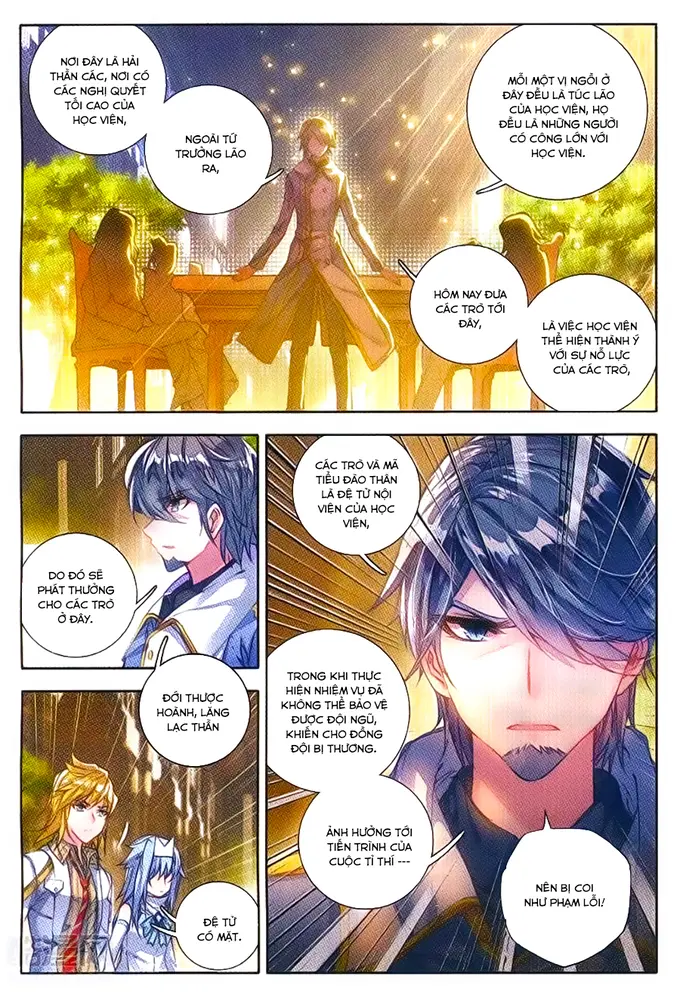 NƠI ĐÂY LÀ HẢI
THẦN CÁC, NƠI CÓ
CÁC NGHỊ QUYẾT
TỐI CAO CỦA
HỌC VIỆN,
NGOÀI TỨ
TRƯỞNG LÃO
RA,
MỖI MỘT VỊ NGỒI Ở
ĐÂY ĐỀU LÀ TÚC LÃO
CỦA HỌC VIỆN, HỌ
ĐỀU LÀ NHỮNG NGƯỜI
CÓ CÔNG LỚN VỚI
HỌC VIỆN.
HÔM NAY ĐƯA
CÁC TRÒ TỚI
ĐÂY,
LÀ VIỆC HỌC VIỆN
THỂ HIỆN THÀNH Ý
VỚI SỰ NỖ LỰC
CỦA CÁC TRÒ,
DO ĐÓ SẼ
PHÁT THƯỞNG
CHO CÁC TRÒ
Ở ĐÂY.
ĐỚI THƯỢC
HOÀNH, LĂNG
LẠC THẦN
ĐỆ TỬ
CÓ MẶT.
CÁC TRÒ VÀ MÃ
TIỂU ĐÀO THÂN
LÀ ĐỆ TỬ NỘI
VIỆN CỦA HỌC
VIỆN,
TRONG KHI THỰC
HIỆN NHIỆM VỤ ĐÃ
KHÔNG THỂ BẢO VỆ
ĐƯỢC ĐỘI NGŨ,
KHIẾN CHO ĐỒNG
ĐỘI BỊ THƯƠNG.
ẢNH HƯỞNG TỚI
TIẾN TRÌNH CỦA
CUỘC TỈ THÍ ---
NÊN BỊ COI
NHƯ PHẠM LỖI!